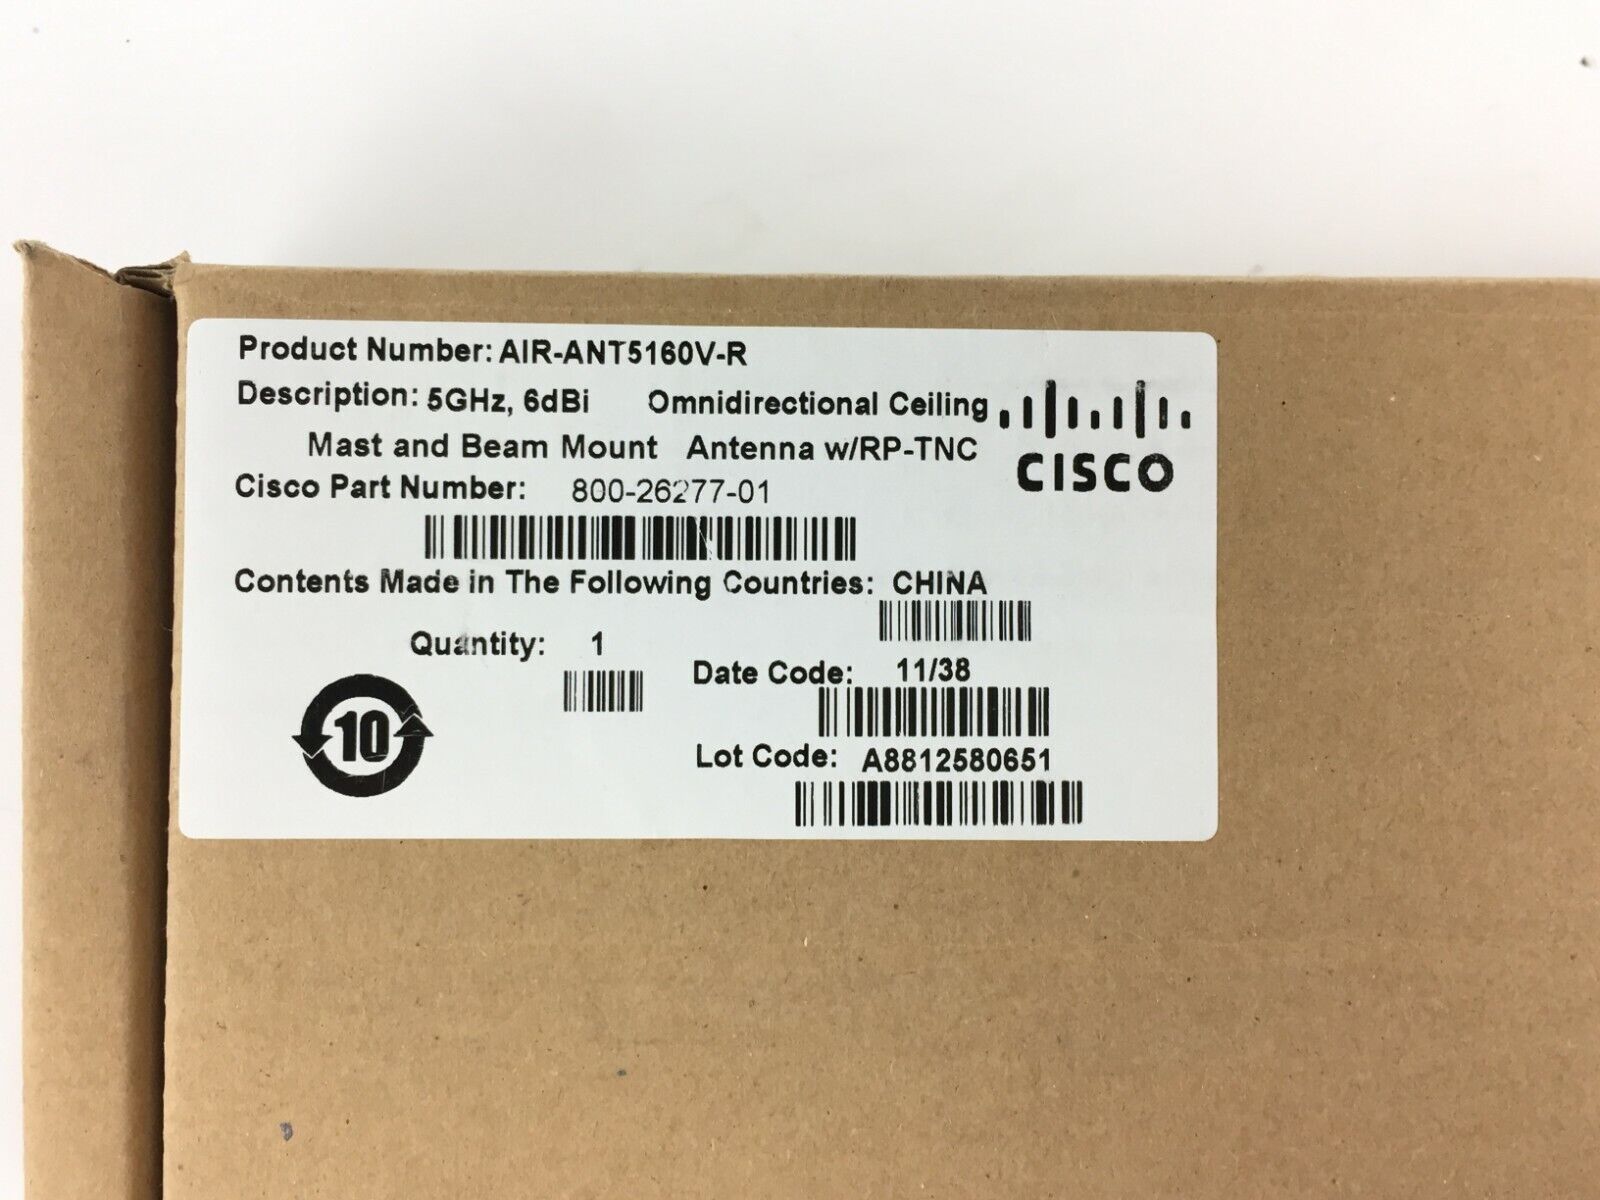 Product Number: AIR-ANT5160V-R
Description: 5GHz, 6dBi Omnidirectional Ceiling
Mast and Beam Mount Antenna w/RP-TNC
CISCO
Cisco Part Number: 800-26277-01
Contents Made in The Following Countries: CHINA
Quantity: 1
Date Code: 11/38
10
Lot Code: A8812580651